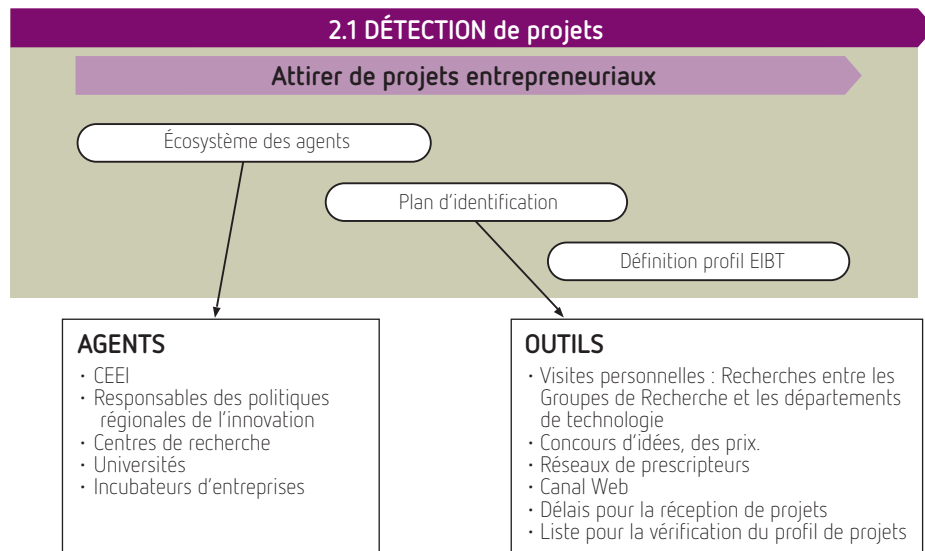 2.1 DÉTECTION de projets
Attirer de projets entrepreneuriaux
Écosystème des agents
Plan d'identification
Définition profil EIBT
AGENTS
· CEEI
· Responsables des politiques
régionales de l'innovation
· Centres de recherche
· Universités
· Incubateurs d'entreprises
OUTILS
· Visites personnelles : Recherches entre les
Groupes de Recherche et les départements
de technologie
· Concours d'idées, des prix.
· Réseaux de prescripteurs
· Canal Web
· Délais pour la réception de projets
· Liste pour la vérification du profil de projets